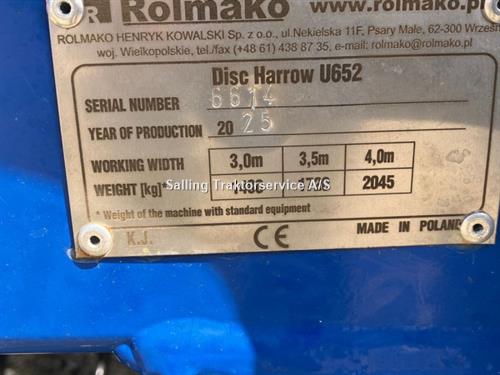 R Rolmako www.rolmako.pl
ROLMAKO HENRYK KOWALSKI Sp. z o.o., ul.Nekielska 11F, Psary Małe, 62-300
woj. Wielkopolskie, tel./fax (+48 61) 438 87 35, e-mail: rolmako@rolmako
Disc Harrow U652
SERIAL NUMBER 6614
YEAR OF PRODUCTION 20 25
WORKING WIDTH 3,0m 3,5m 4,0m
WEIGHT [kg]* 2045
Salling Traktorservice A/S
* Weight of the machine with standard equipment
K.J. CE MADE IN POLAND